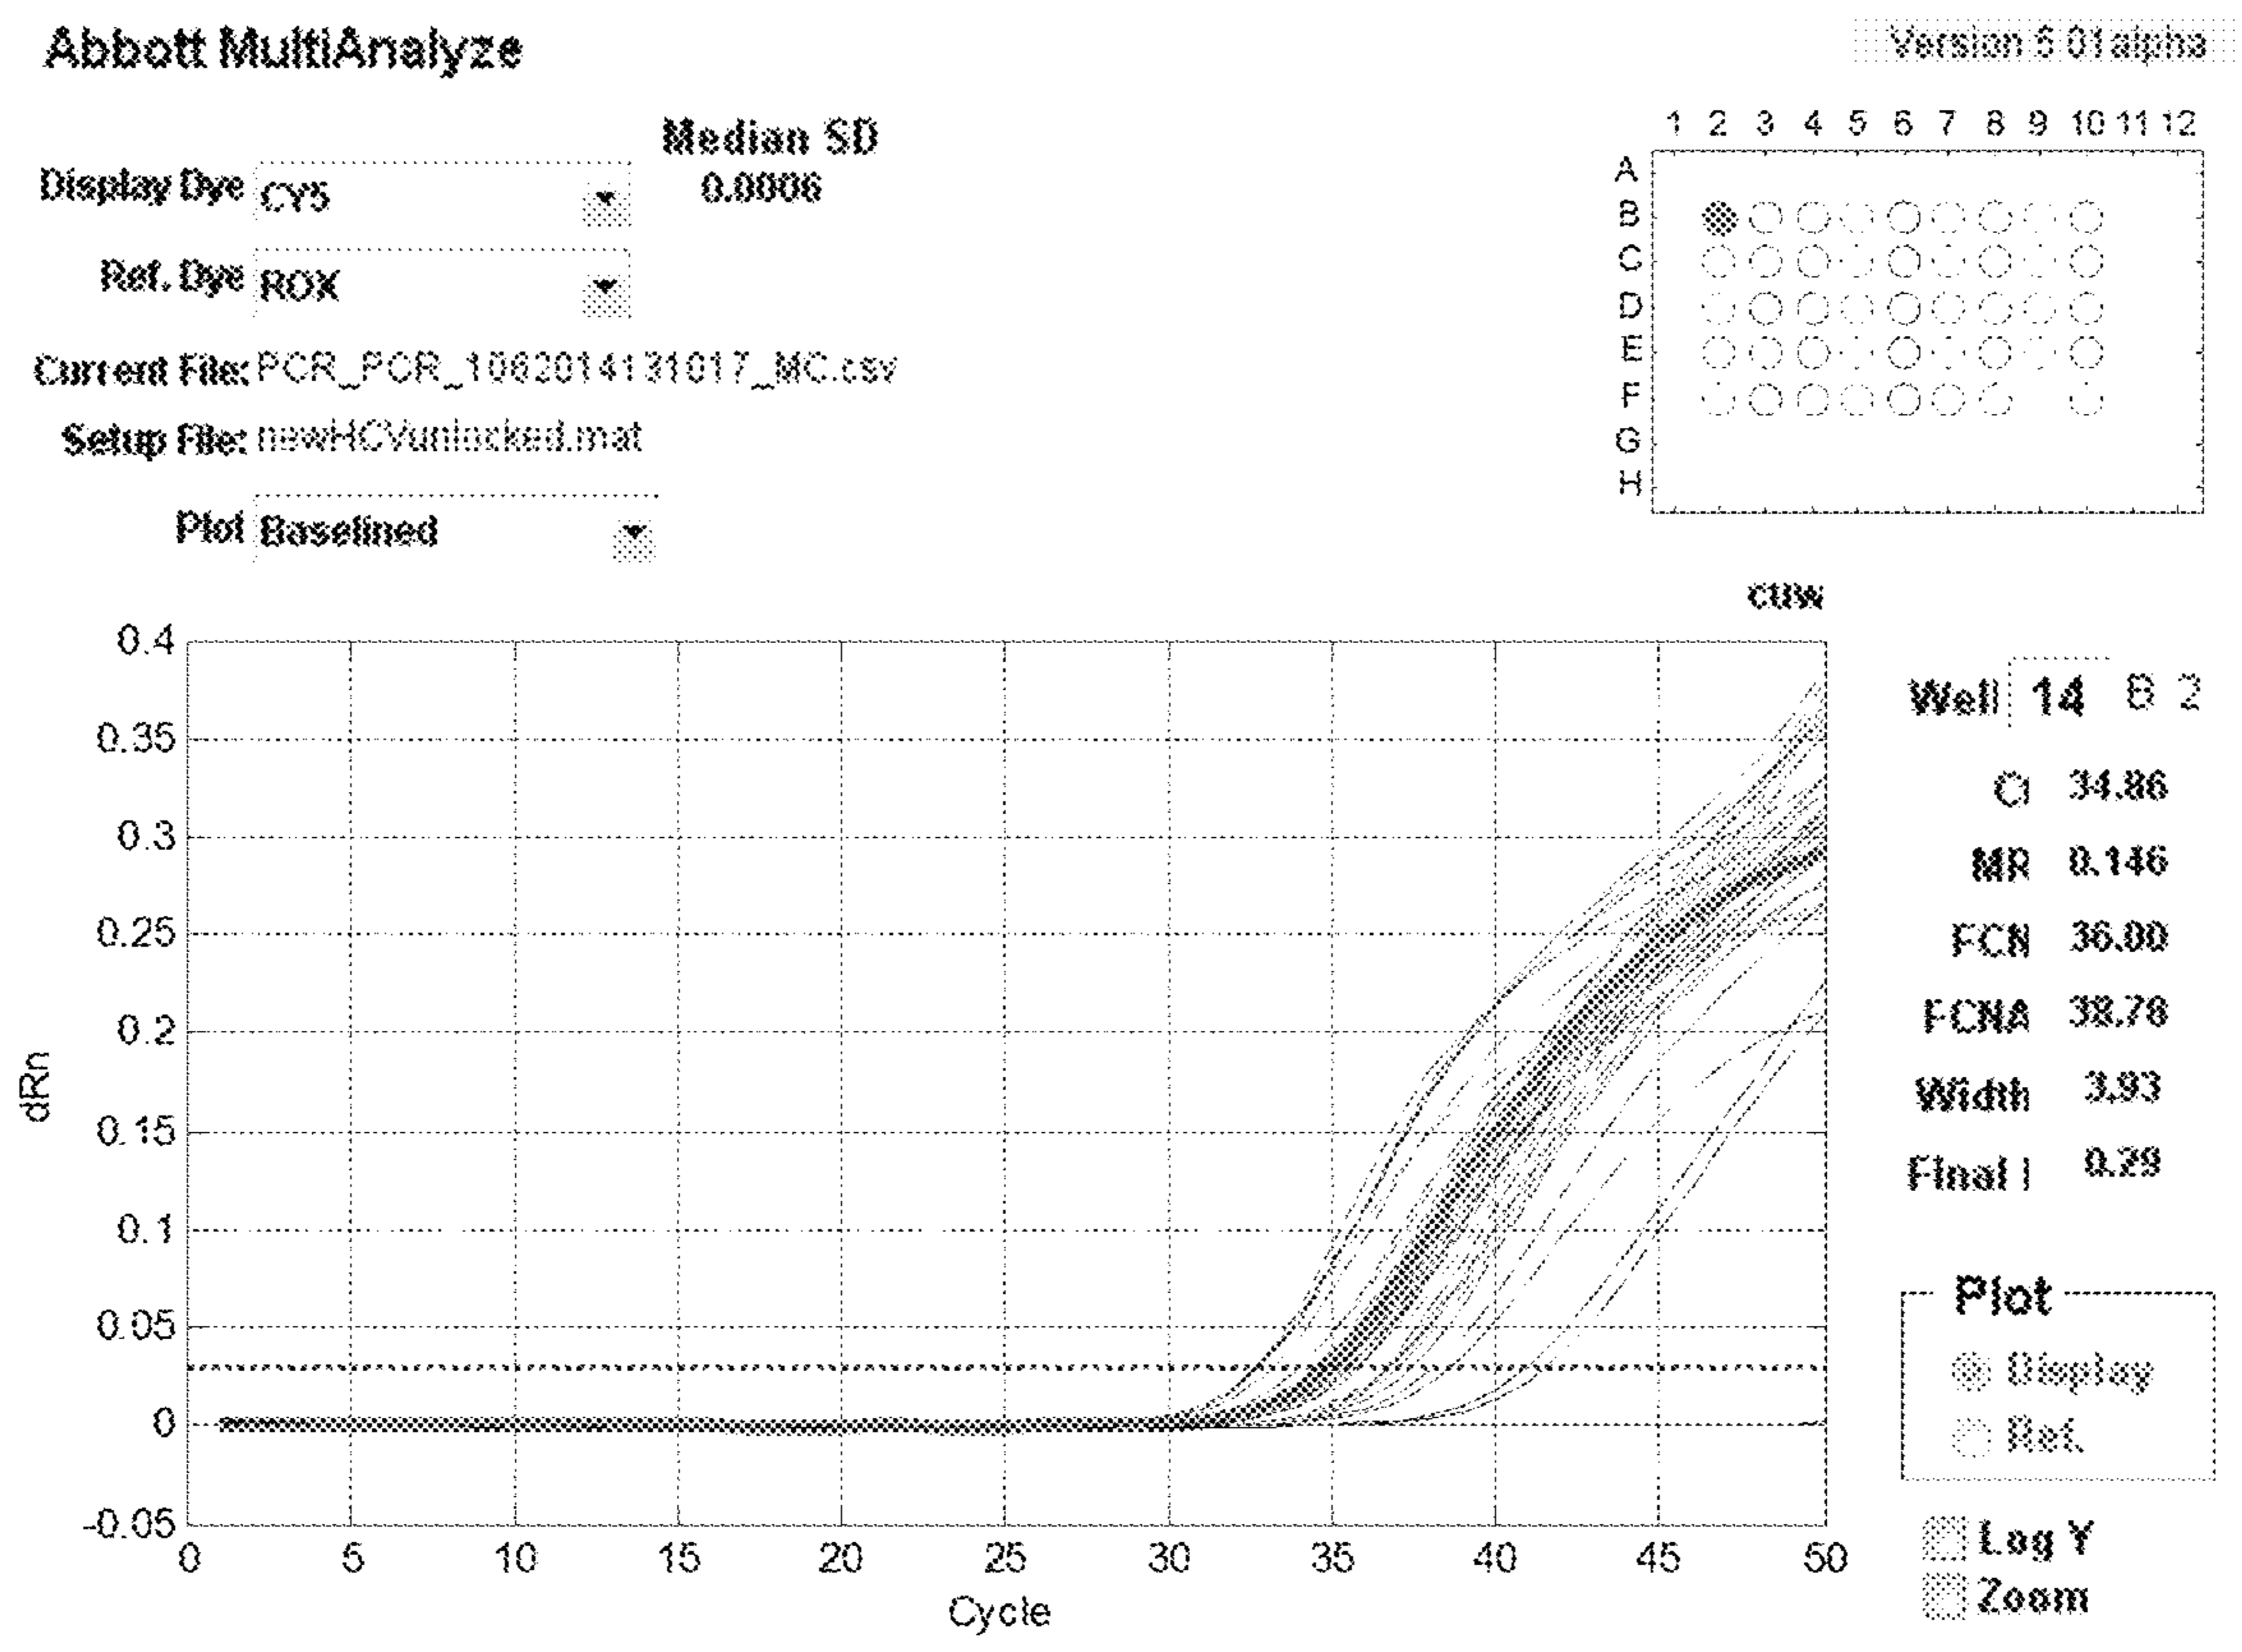 Abbott MultiAnalyze
Version 5 01alpha
Median SD
0.0006
Display Dye CY5
Ref. Dye ROX
Current File: PCR_PCR_1062014131017_MC.csv
Setup File: newHCVunlocked.mat
Plot Baselined
1 2 3 4 5 6 7 8 9 10 11 12
A
B
C
D
E
F
G
H
cuw
0.4
0.35
0.3
0.25
0.2
0.15
0.1
0.05
0
-0.05
dRn
0 5 10 15 20 25 30 35 40 45 50
Cycle
Well 14 B 2
34.86
MR 0.146
FCN 36.00
FCNA 38.78
Width 3.93
Final I 0.29
Plot
Display
Ref.
Log Y
Zoom